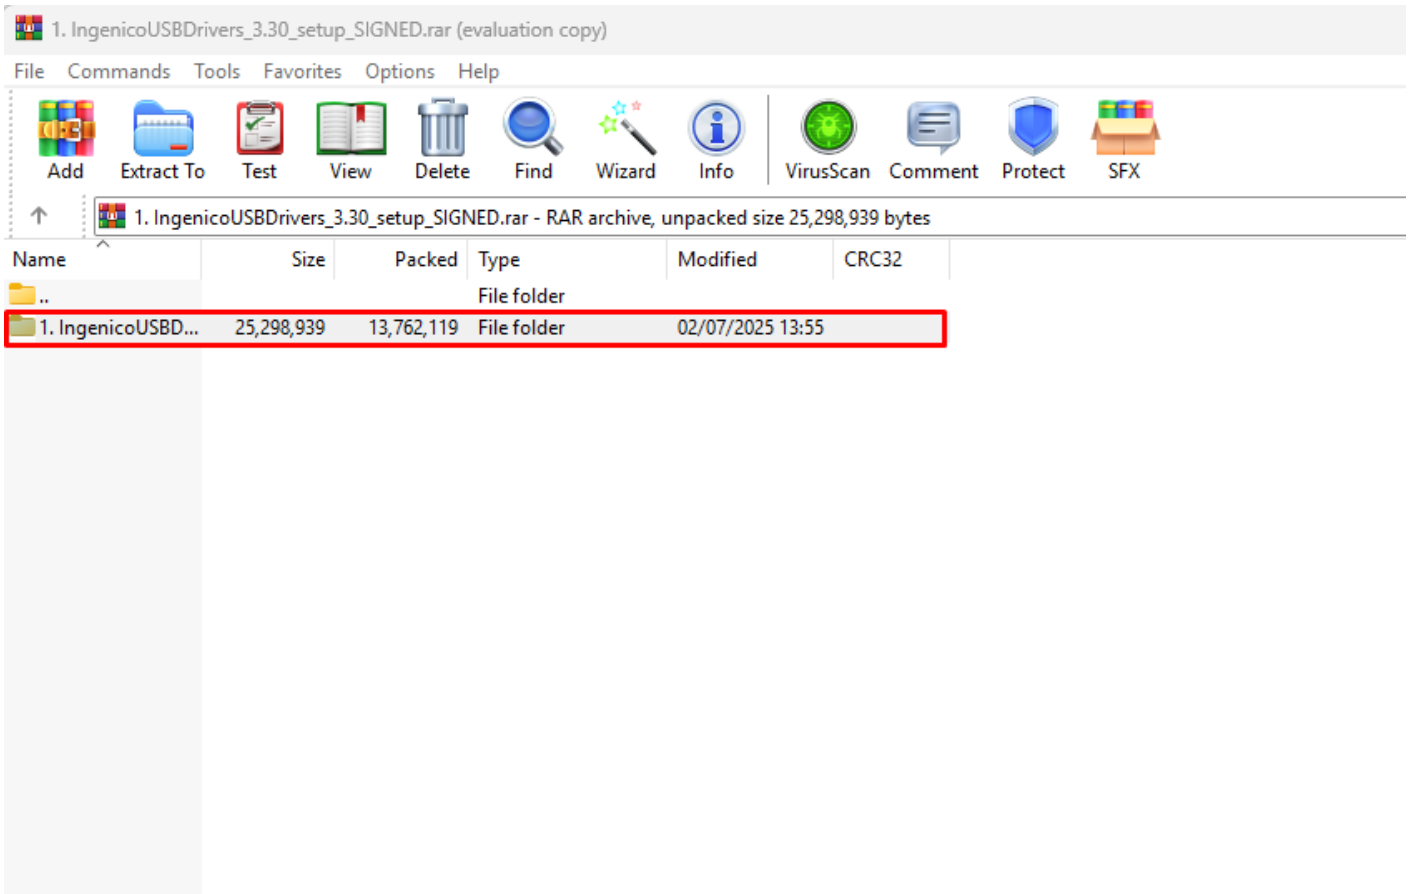 1. IngenicoUSBDrivers_3.30_setup_SIGNED.rar (evaluation copy)
File Commands Tools Favorites Options Help
Add Extract To Test View Delete Find Wizard Info VirusScan Comment Protect SFX
1. IngenicoUSBDrivers_3.30_setup_SIGNED.rar - RAR archive, unpacked size 25,298,939 bytes
Name Size Packed Type Modified CRC32
.. File folder
1. IngenicoUSBD... 25,298,939 13,762,119 File folder 02/07/2025 13:55